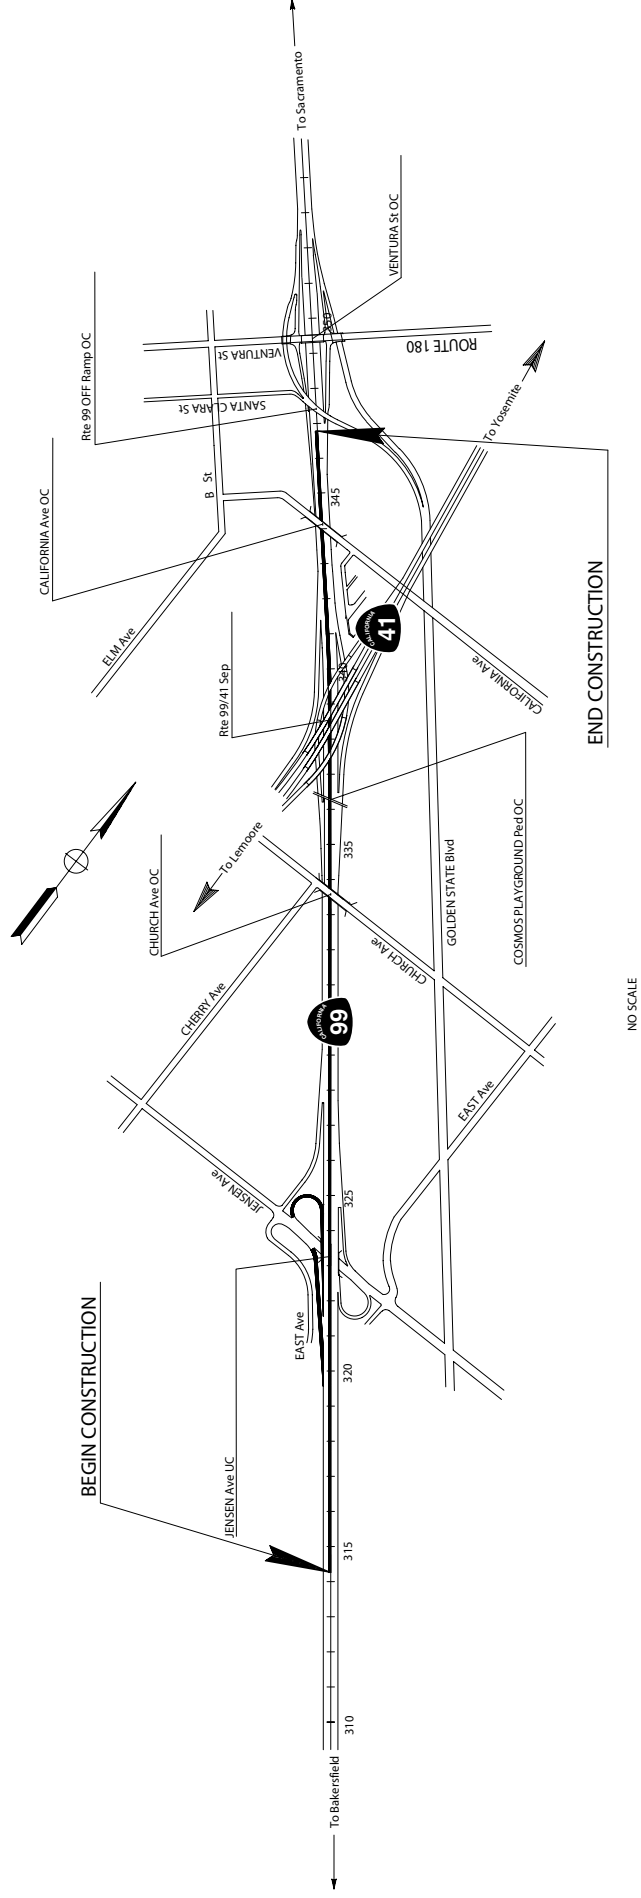 To Sacramento
VENTURA St OC
Rte 99 OFF Ramp OC
350
VENTURA St
ROUTE 180
SANTA CLARA St
To Yosemite
CALIFORNIA Ave OC
B St
345
ELM Ave
END CONSTRUCTION
CALIFORNIA
41
Rte 99/41 Sep
340
CALIFORNIA Ave
To Lemoore
335
CHURCH Ave OC
GOLDEN STATE Blvd
COSMOS PLAYGROUND Ped OC
CHURCH Ave
CHERRY Ave
CALIFORNIA
99
NO SCALE
EAST Ave
JENSEN Ave
325
EAST Ave
320
BEGIN CONSTRUCTION
JENSEN Ave UC
315
310
To Bakersfield